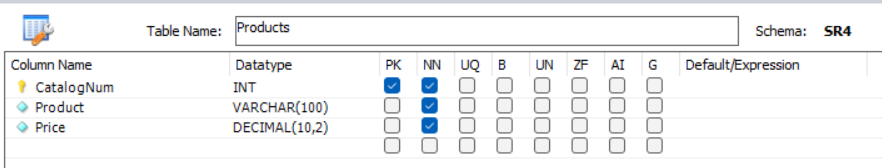 Table Name: Products Schema: SR4
Column Name Datatype PK NN UQ B UN ZF AI G Default/Expression
CatalogNum INT
Product VARCHAR(100)
Price DECIMAL(10,2)